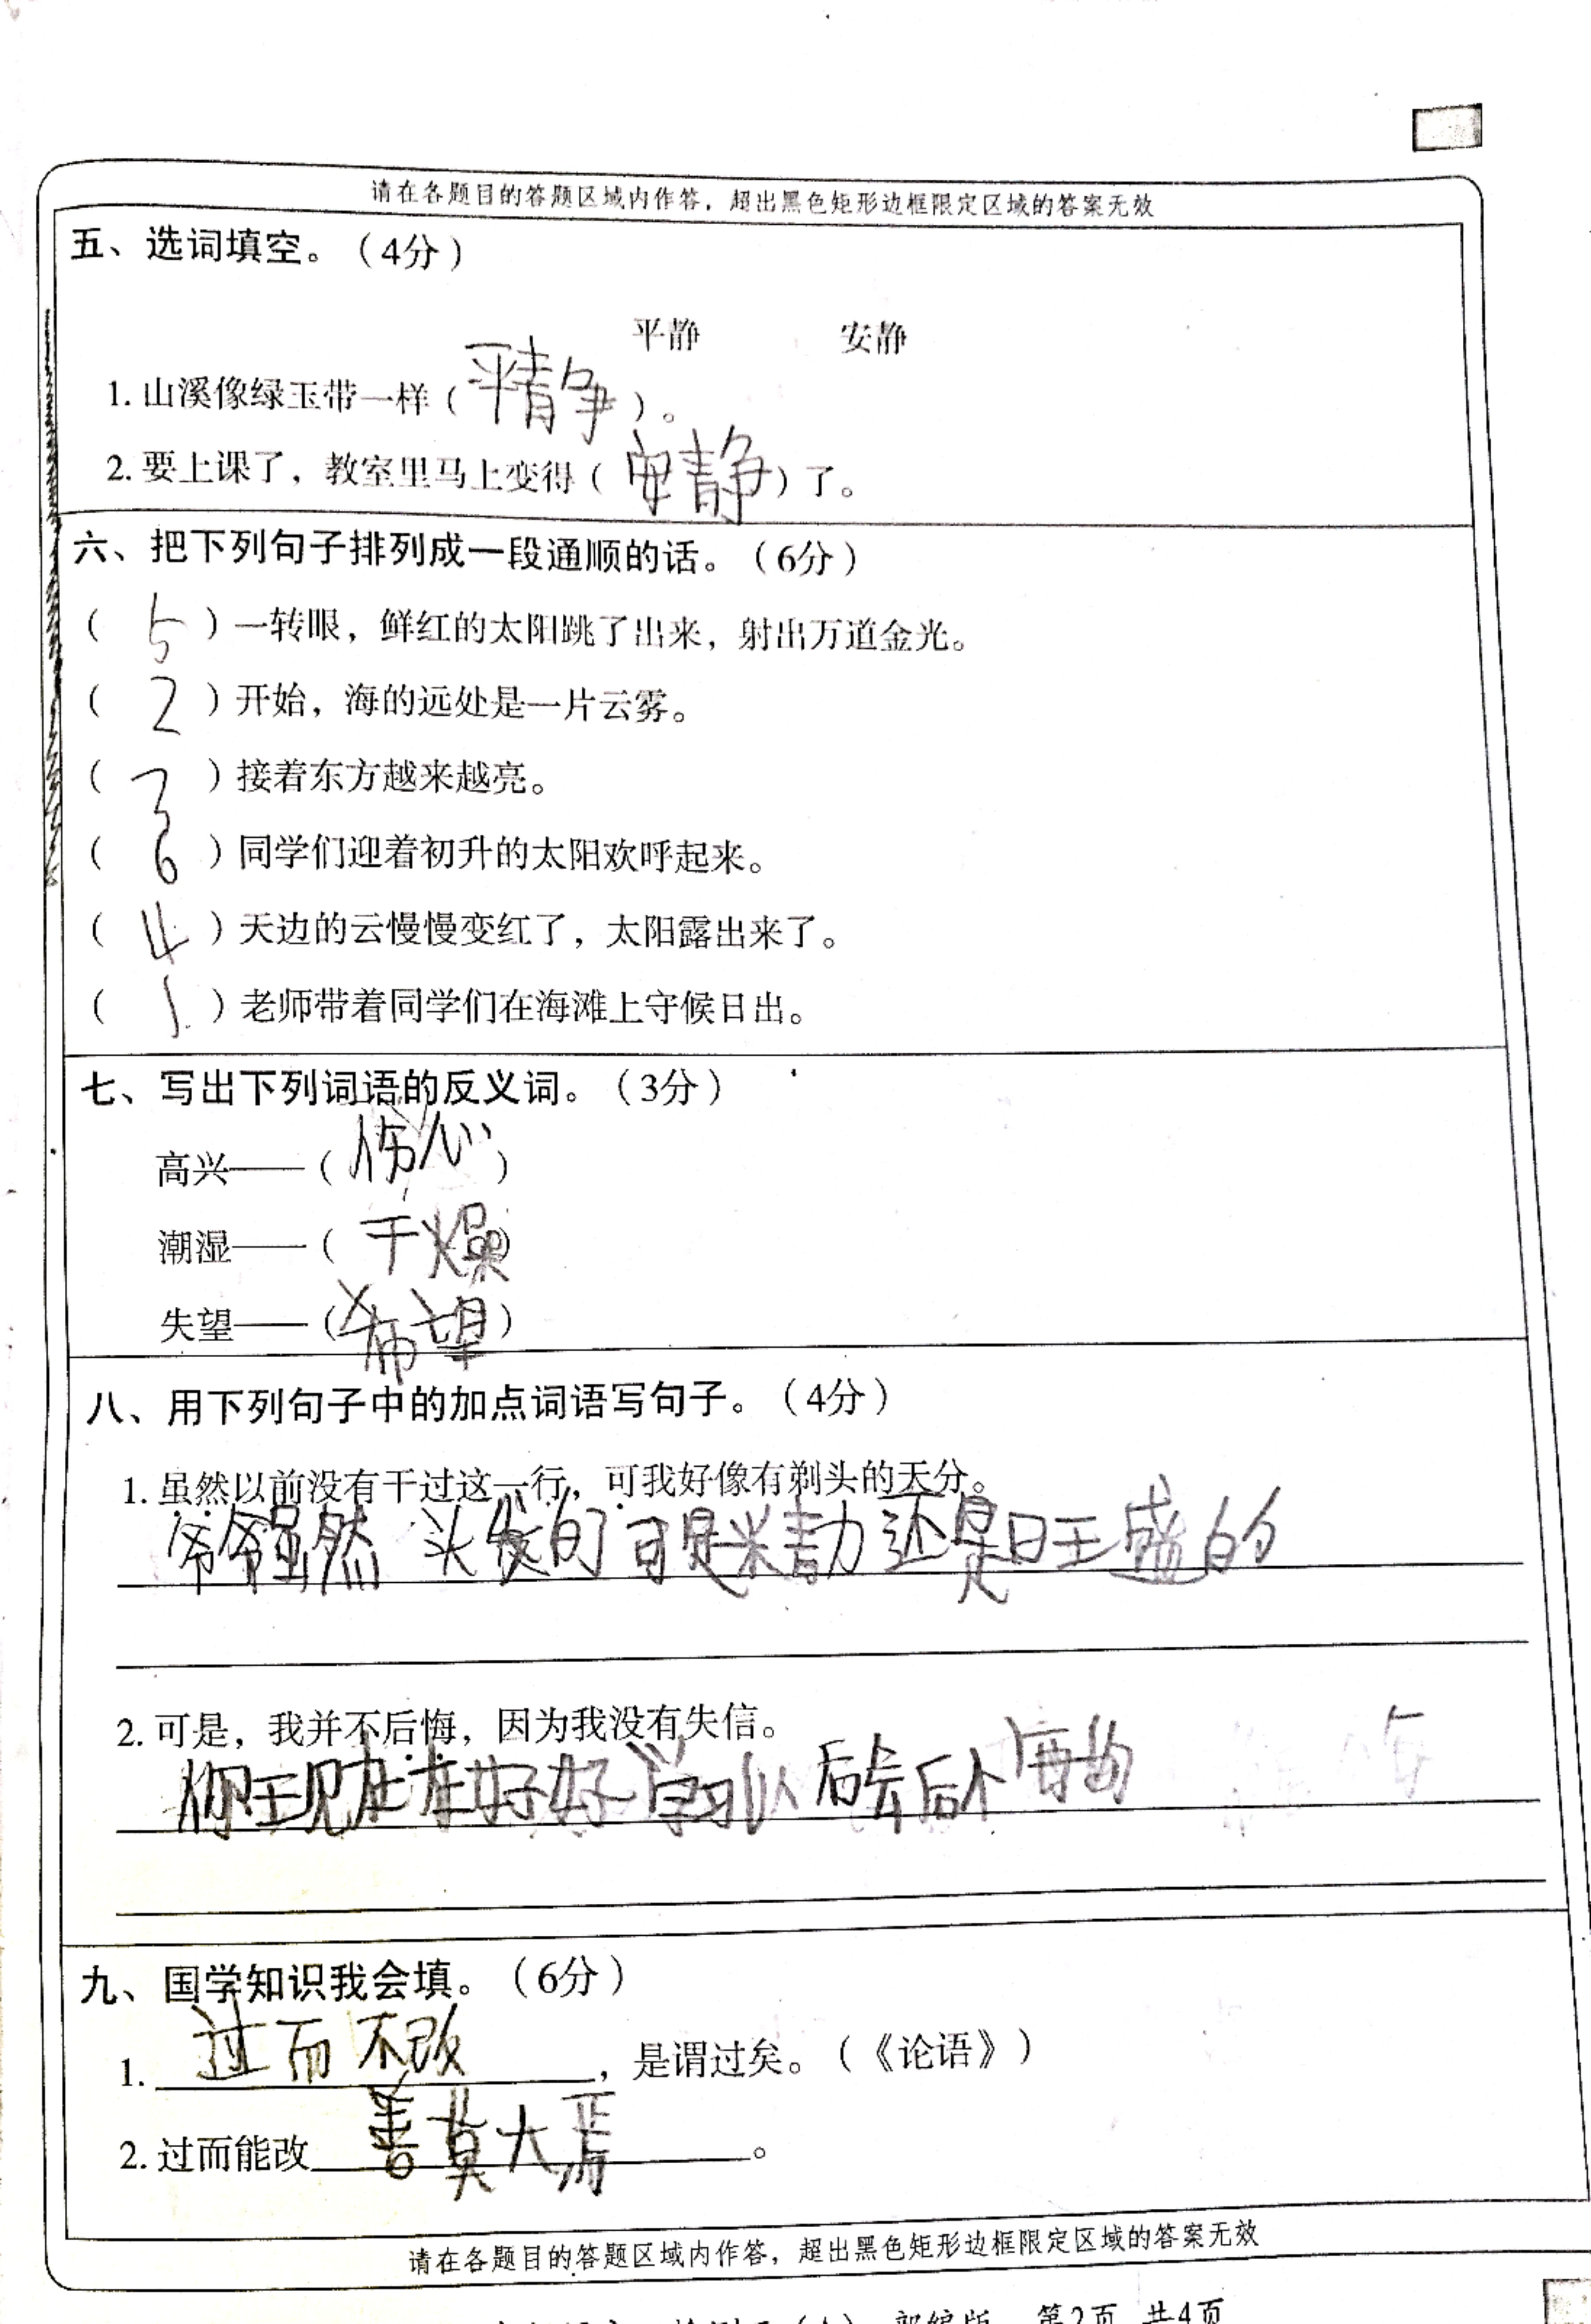 请在各题目的答题区域内作答，超出黑色矩形边框限定区域的答案无效
五、选词填空。（4分）
平静 安静
1. 山溪像绿玉带一样（平静）。
2. 要上课了，教室里马上变得（安静）了。
六、把下列句子排列成一段通顺的话。（6分）
（5）一转眼，鲜红的太阳跳了出来，射出万道金光。
（2）开始，海的远处是一片云雾。
（3）接着东方越来越亮。
（6）同学们迎着初升的太阳欢呼起来。
（4）天边的云慢慢变红了，太阳露出来了。
（1）老师带着同学们在海滩上守候日出。
七、写出下列词语的反义词。（3分）
高兴——（伤心）
潮湿——（干燥）
失望——（希望）
八、用下列句子中的加点词语写句子。（4分）
1. 虽然以前没有干过这一行，可我好像有剃头的天分。
爷爷虽然 头发的可是精力还是旺盛的
2. 可是，我并不后悔，因为我没有失信。
你现在在好好学习以后会后不悔的
九、国学知识我会填。（6分）
1. 过而不改，是谓过矣。（《论语》）
2. 过而能改善莫大焉。
请在各题目的答题区域内作答，超出黑色矩形边框限定区域的答案无效
部编版 第2页 共4页